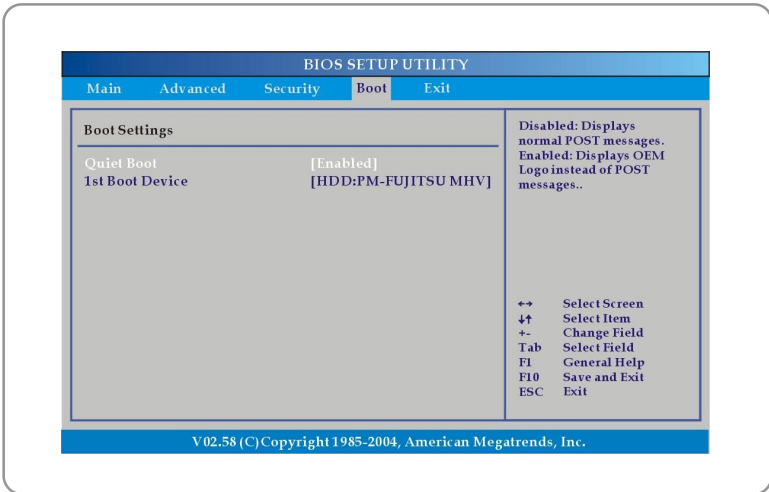 BIOS SETUP UTILITY
Main Advanced Security Boot Exit
Boot Settings
Quiet Boot [Enabled]
1st Boot Device [HDD:PM-FUJITSU MHV]
Disabled: Displays
normal POST messages.
Enabled: Displays OEM
Logo instead of POST
messages..
↔ Select Screen
↓↑ Select Item
+- Change Field
Tab Select Field
F1 General Help
F10 Save and Exit
ESC Exit
V02.58 (C)Copyright 1985-2004, American Megatrends, Inc.